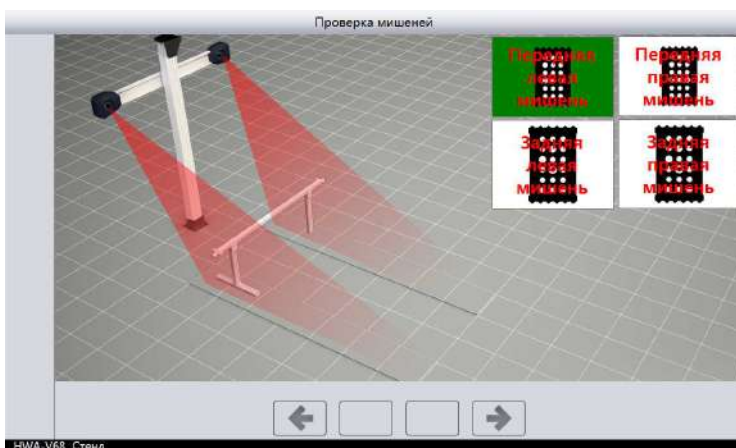 Проверка мишеней
Передняя
левая
мишень
Передняя
правая
мишень
Задняя
левая
мишень
Задняя
правая
мишень
HWA-V68 Стенд